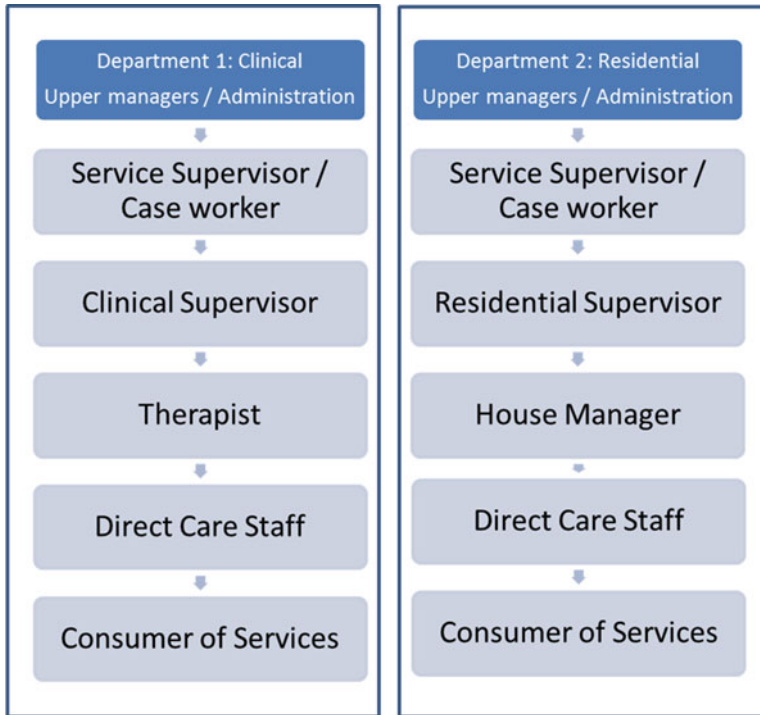 Department 1: Clinical
Upper managers / Administration
Service Supervisor /
Case worker
Clinical Supervisor
Therapist
Direct Care Staff
Consumer of Services
Department 2: Residential
Upper managers / Administration
Service Supervisor /
Case worker
Residential Supervisor
House Manager
Direct Care Staff
Consumer of Services